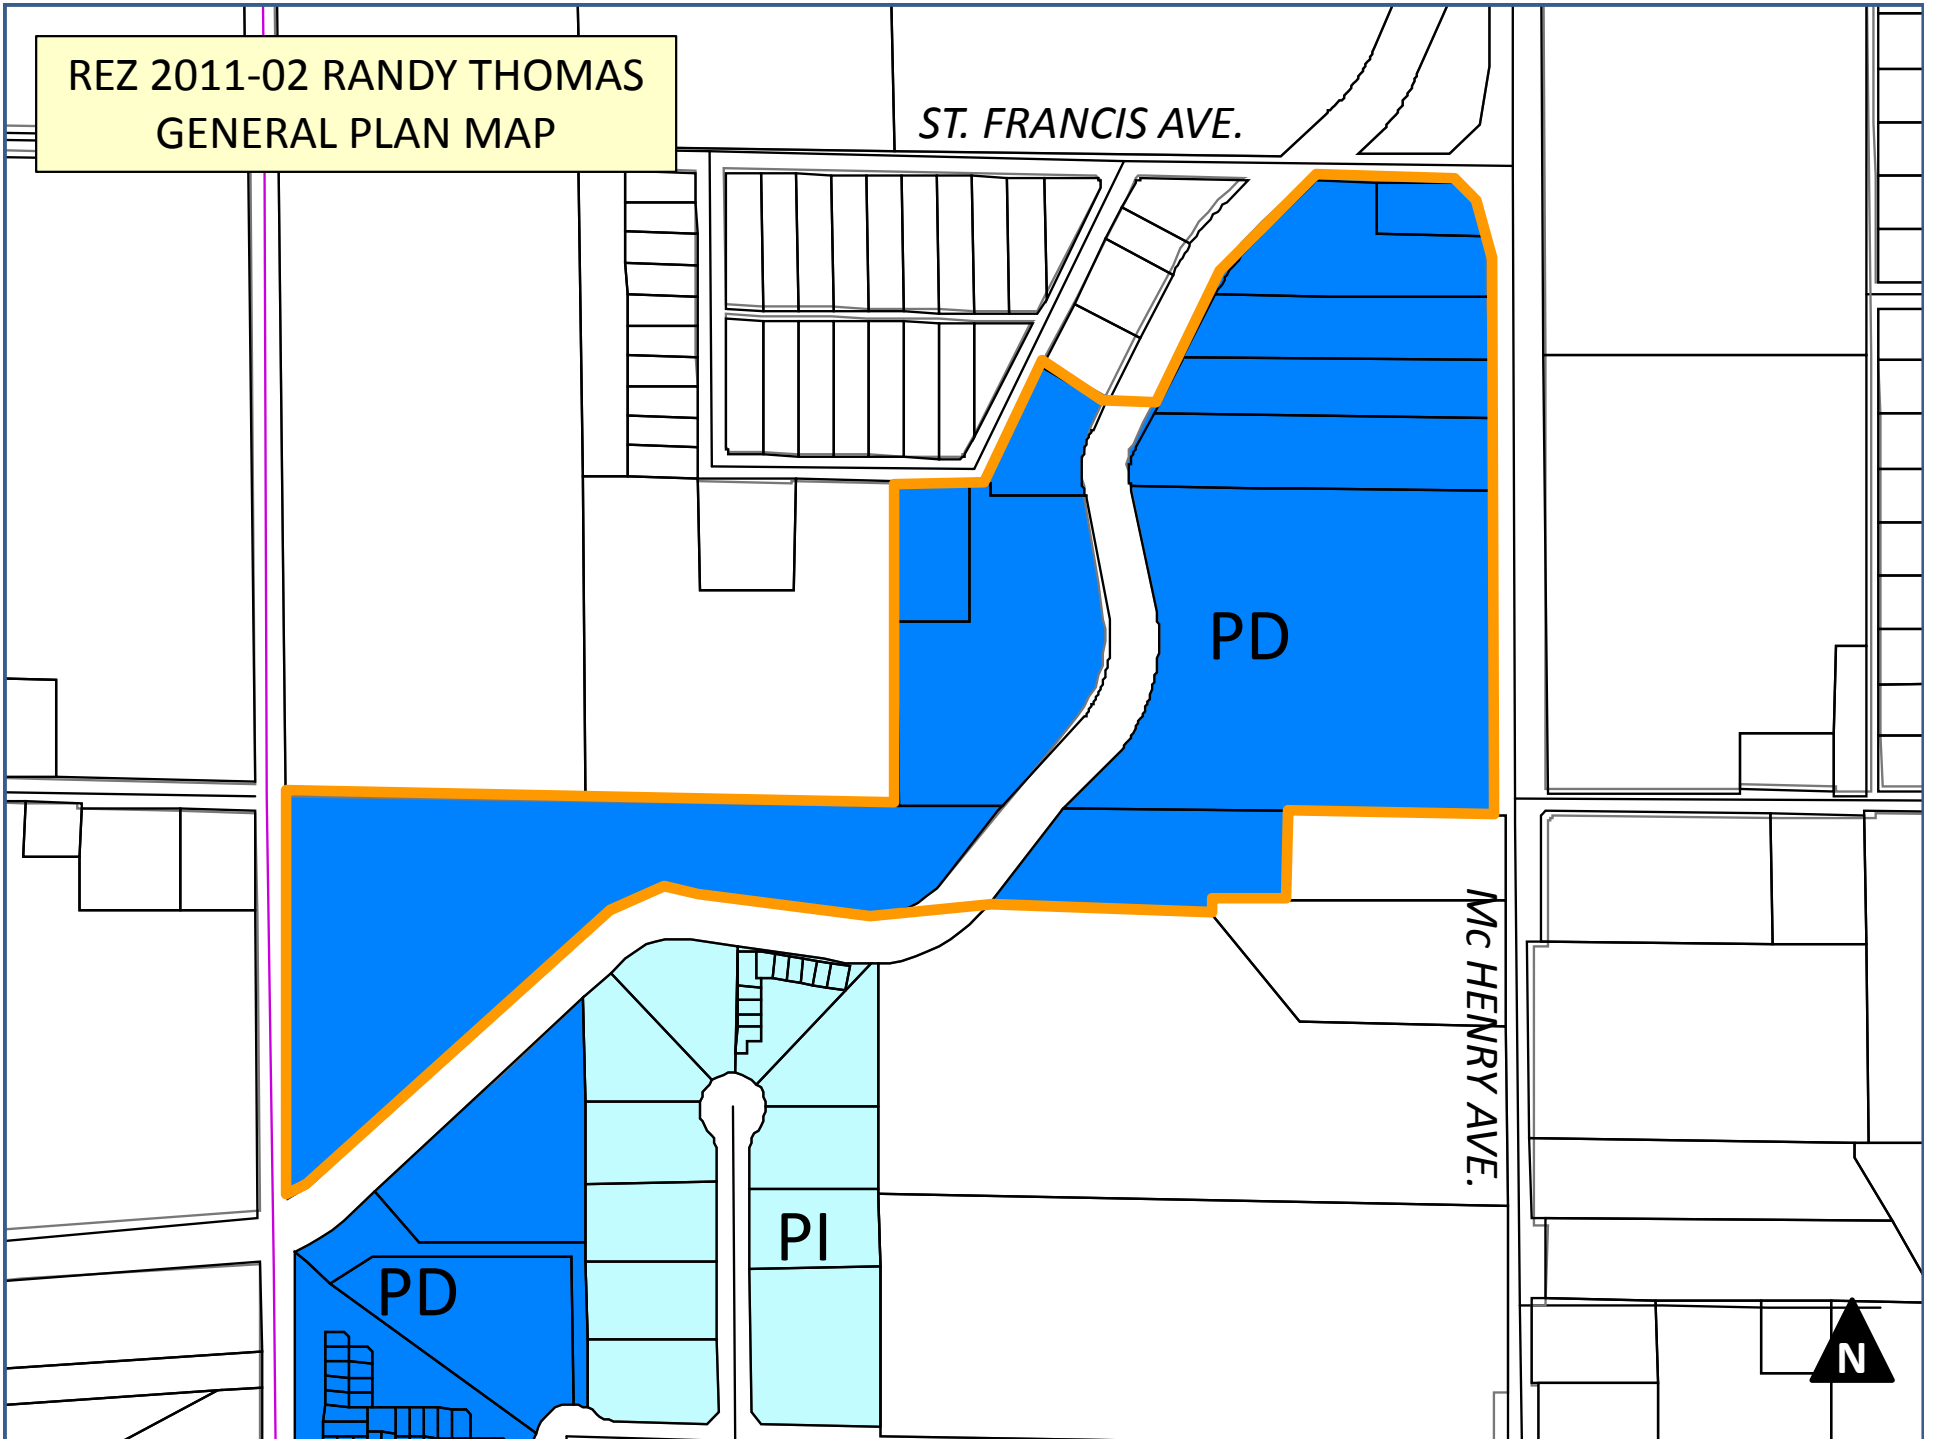 REZ 2011-02 RANDY THOMAS
GENERAL PLAN MAP
ST. FRANCIS AVE.
PD
Mc HENRY AVE.
PI
PD
N